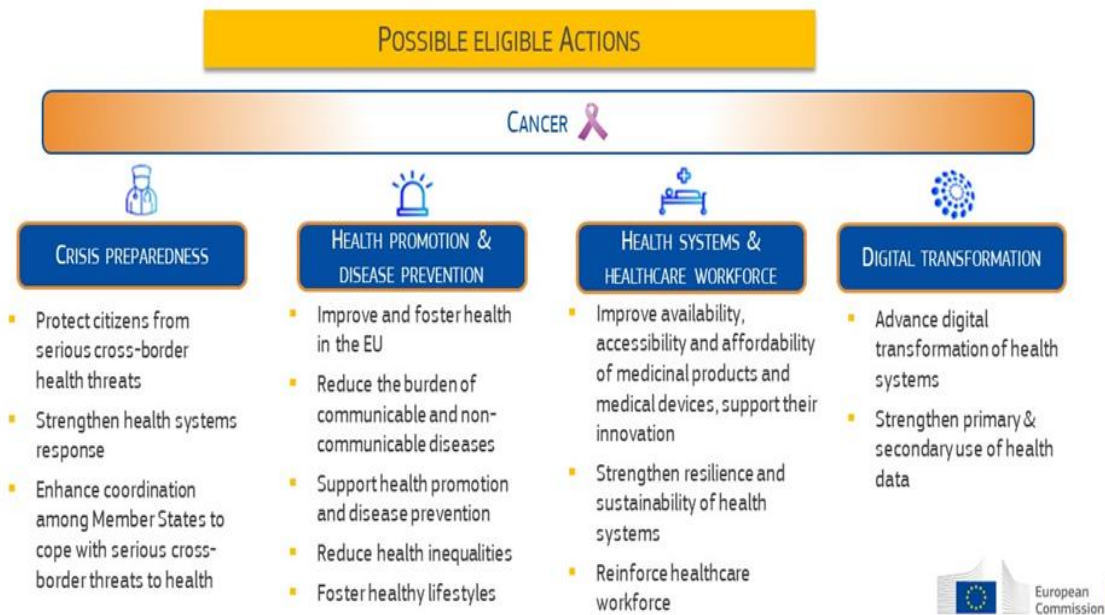 POSSIBLE ELIGIBLE ACTIONS
CANCER
CRISIS PREPAREDNESS
Protect citizens from
serious cross-border
health threats
Strengthen health systems
response
Enhance coordination
among Member States to
cope with serious cross-
border threats to health
HEALTH PROMOTION &
DISEASE PREVENTION
Improve and foster health
in the EU
Reduce the burden of
communicable and non-
communicable diseases
Support health promotion
and disease prevention
Reduce health inequalities
Foster healthy lifestyles
HEALTH SYSTEMS &
HEALTHCARE WORKFORCE
Improve availability,
accessibility and affordability
of medicinal products and
medical devices, support their
innovation
Strengthen resilience and
sustainability of health
systems
Reinforce healthcare
workforce
DIGITAL TRANSFORMATION
Advance digital
transformation of health
systems
Strengthen primary &
secondary use of health
data
European
Commission